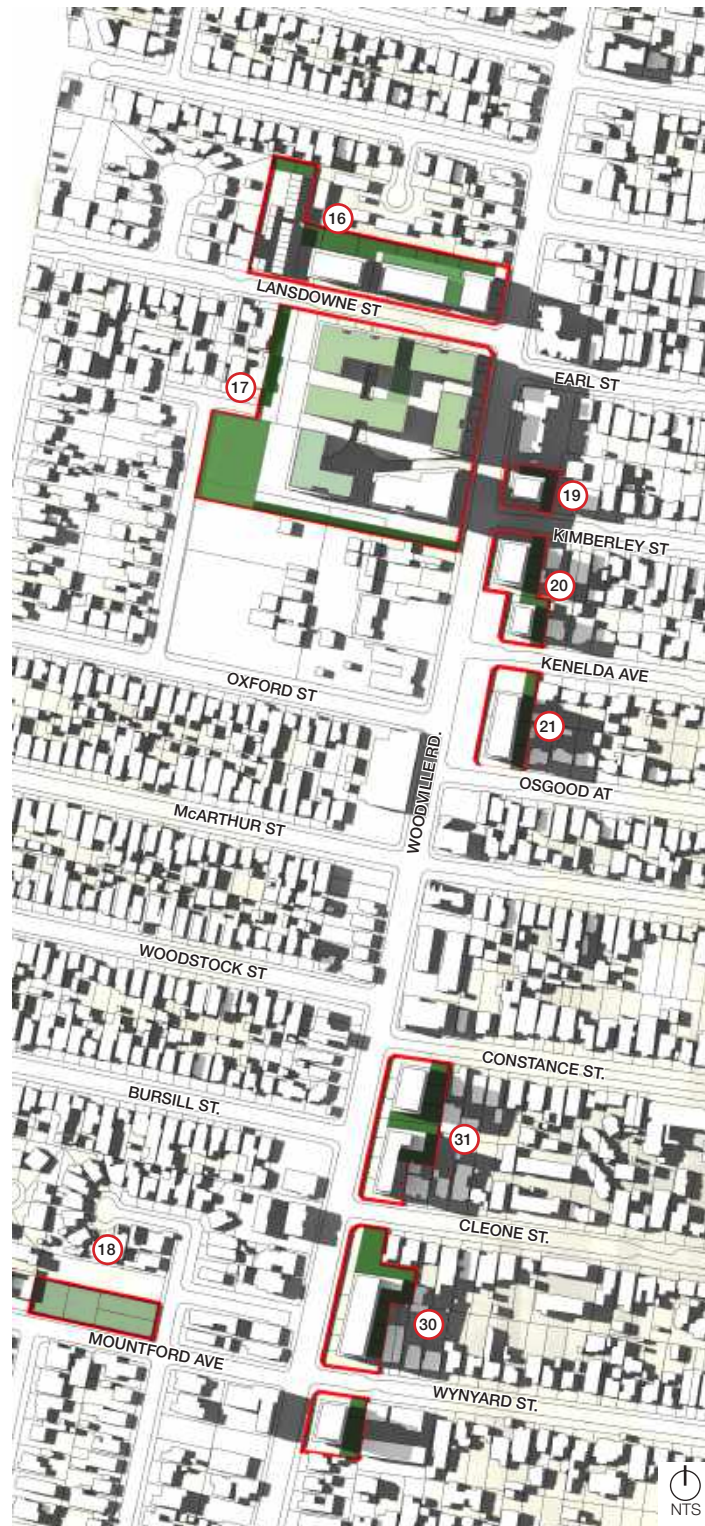 16
LANSDOWNE ST
EARL ST
17
19
KIMBERLEY ST
20
KENELDA AVE
OXFORD ST
21
WOODVILLE RD.
OSGOOD AT
McARTHUR ST
WOODSTOCK ST
CONSTANCE ST.
BURSILL ST.
31
CLEONE ST.
18
30
MOUNTFORD AVE
WYNYARD ST.
NTS